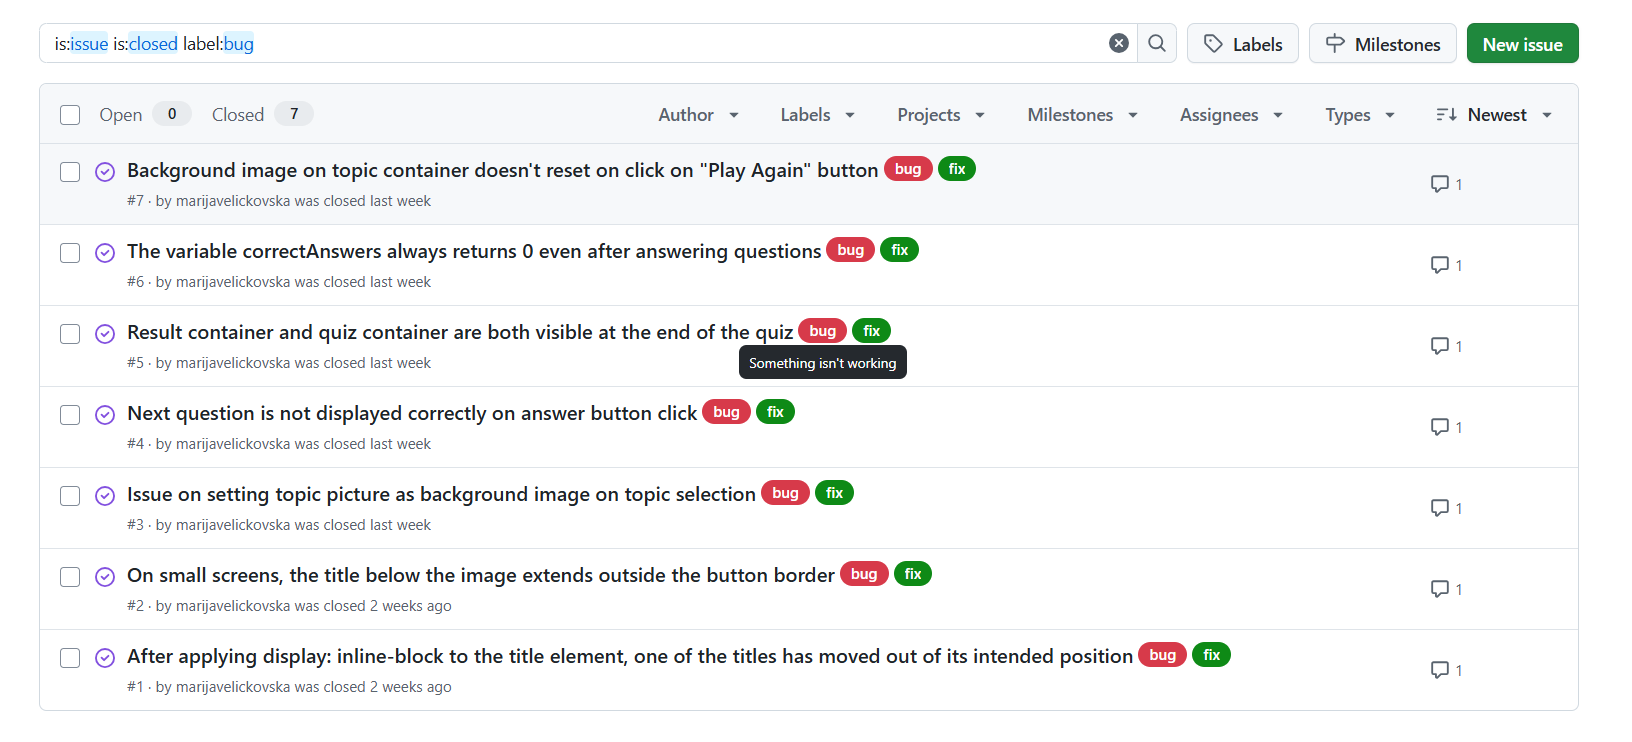 is:issue is:closed label:bug
Labels
Milestones
New issue
Open 0 Closed 7 Author Labels Projects Milestones Assignees Types Newest
Background image on topic container doesn't reset on click on "Play Again" button bug fix
#7 · by marijavelickovska was closed last week
1
The variable correctAnswers always returns 0 even after answering questions bug fix
#6 · by marijavelickovska was closed last week
1
Result container and quiz container are both visible at the end of the quiz bug fix
#5 · by marijavelickovska was closed last week
Something isn't working
1
Next question is not displayed correctly on answer button click bug fix
#4 · by marijavelickovska was closed last week
1
Issue on setting topic picture as background image on topic selection bug fix
#3 · by marijavelickovska was closed last week
1
On small screens, the title below the image extends outside the button border bug fix
#2 · by marijavelickovska was closed 2 weeks ago
1
After applying display: inline-block to the title element, one of the titles has moved out of its intended position bug fix
#1 · by marijavelickovska was closed 2 weeks ago
1